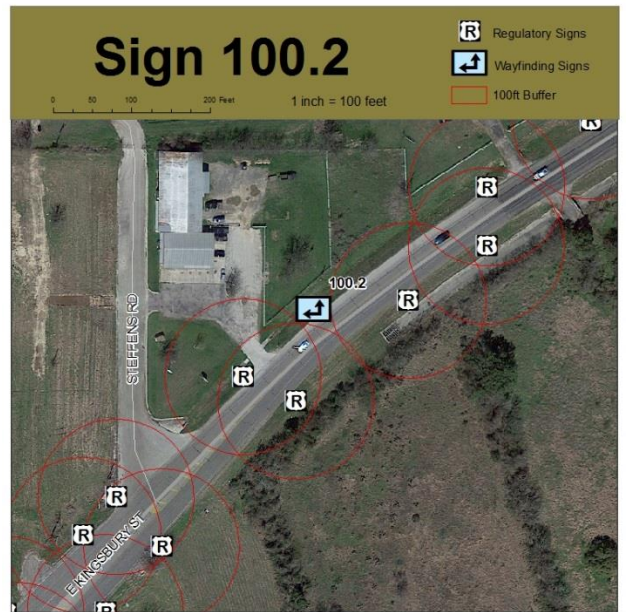 Sign 100.2
0 50 100 200 Feet
1 inch = 100 feet
R Regulatory Signs
Wayfinding Signs
100ft Buffer
R
R
R
100.2
R
R
R
STEFFENS RD
R
R
R
E KINGSBURY ST
R